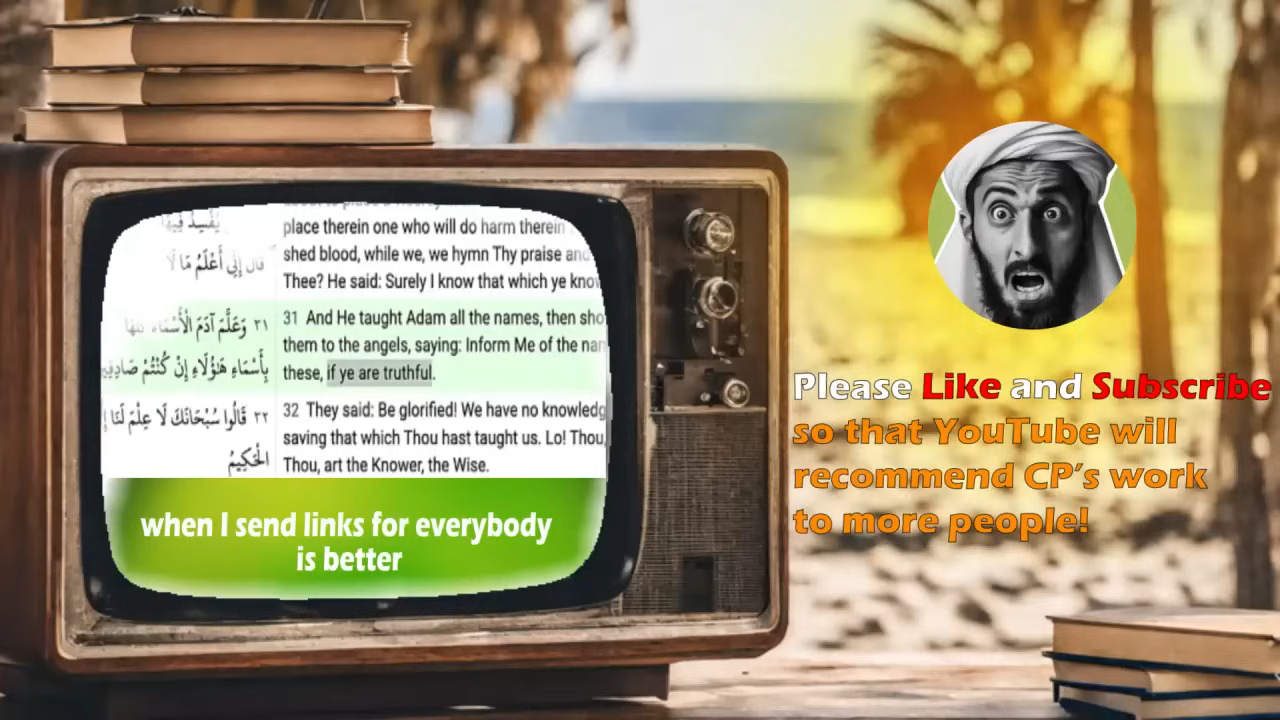 يُفْسِدُ فِيهَا
قَالَ إِنِّي أَعْلَمُ مَا لَا
place therein one who will do harm therein
shed blood, while we, we hymn Thy praise and
Thee? He said: Surely I know that which ye kno
٣١ وَعَلَّمَ آدَمَ الْأَسْمَاءَ كُلَّهَا
بِأَسْمَاءِ هَٰؤُلَاءِ إِنْ كُنْتُمْ صَادِقِي
31 And He taught Adam all the names, then sho
them to the angels, saying: Inform Me of the na
these, if ye are truthful.
٣٢ قَالُوا سُبْحَانَكَ لَا عِلْمَ لَنَا إِ
الْحَكِيمُ
32 They said: Be glorified! We have no knowledg
saving that which Thou hast taught us. Lo! Thou,
Thou, art the Knower, the Wise.
when I send links for everybody
is better
Please Like and Subscribe
so that YouTube will
recommend CP's work
to more people!